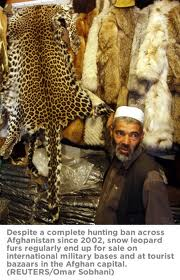 Despite a complete hunting ban across
Afghanistan since 2002, snow leopard
furs regularly end up for sale on
international military bases and at tourist
bazaars in the Afghan capital.
(REUTERS/Omar Sobhani)